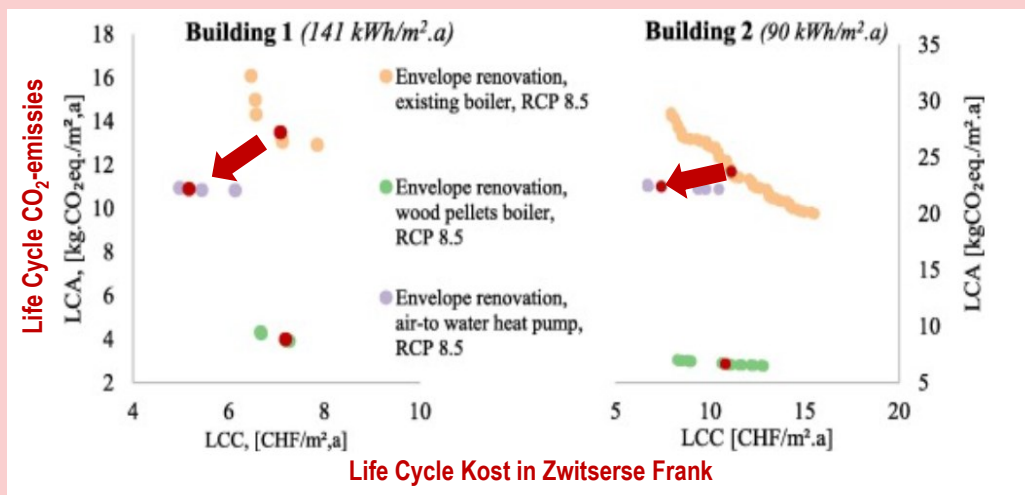 Building 1 (141 kWh/m².a)
Building 2 (90 kWh/m².a)
Life Cycle CO₂-emissies
LCA, [kg.CO₂eq./m²,a]
18
16
14
12
10
8
6
4
2
4
6
8
10
LCC, [CHF/m²,a]
Envelope renovation,
existing boiler, RCP 8.5
Envelope renovation,
wood pellets boiler,
RCP 8.5
Envelope renovation,
air-to water heat pump,
RCP 8.5
35
30
25
20
15
10
5
LCA [kgCO₂eq./m².a]
5
10
15
20
LCC [CHF/m².a]
Life Cycle Kost in Zwitserse Frank